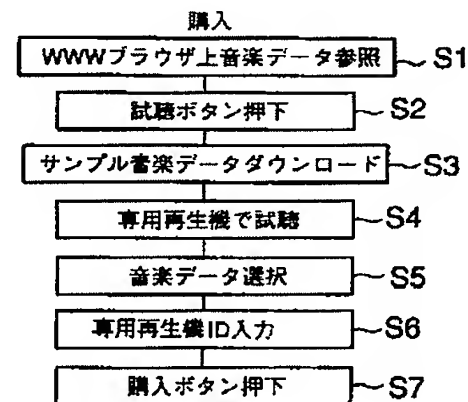 購入
WWWブラウザ上音楽データ参照 S1
試聴ボタン押下 S2
サンプル音楽データダウンロード S3
専用再生機で試聴 S4
音楽データ選択 S5
専用再生機ID入力 S6
購入ボタン押下 S7